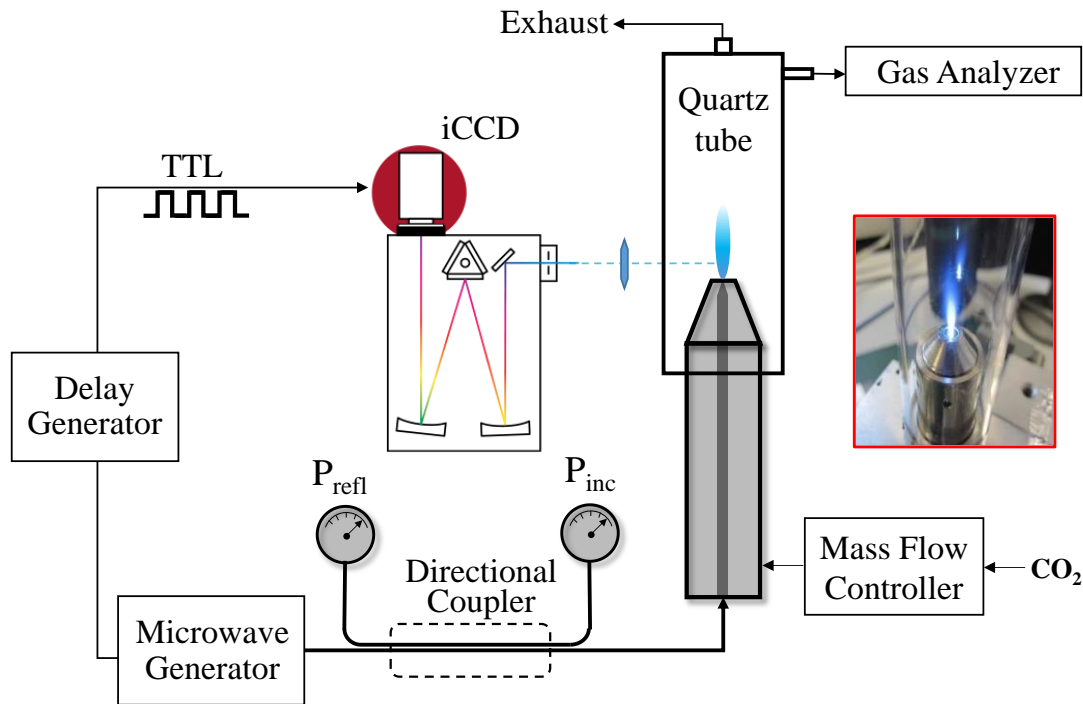 Exhaust
Gas Analyzer
Quartz
tube
iCCD
TTL
Delay
Generator
P_refl
P_inc
Mass Flow
Controller
CO₂
Directional
Coupler
Microwave
Generator